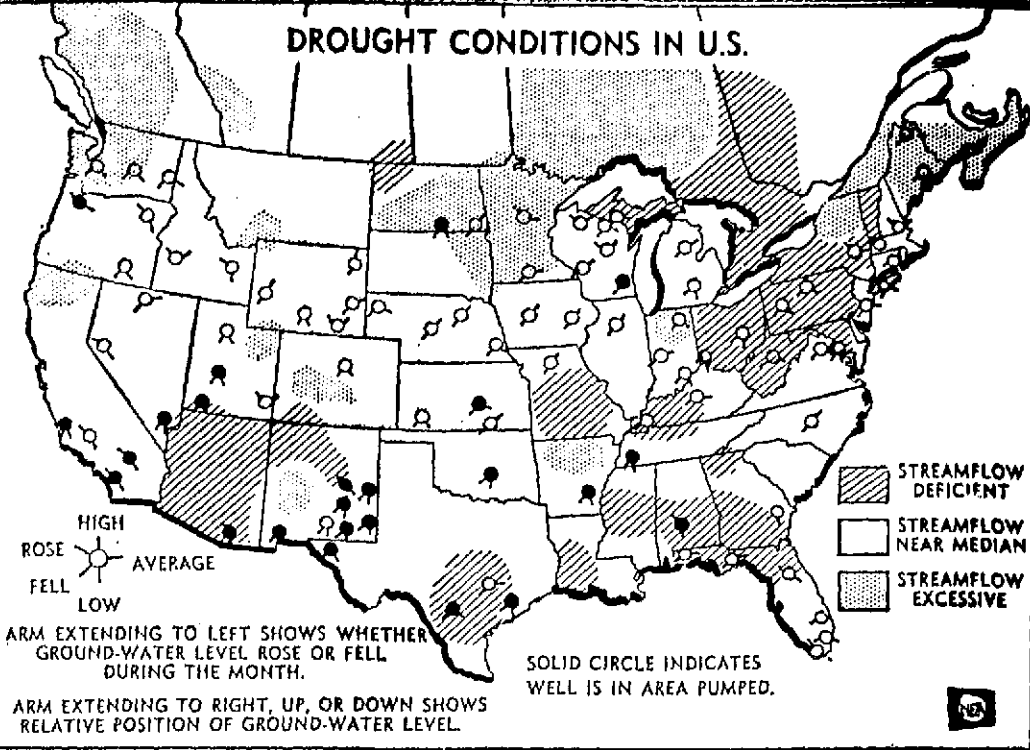 DROUGHT CONDITIONS IN U.S.
STREAMFLOW
DEFICIENT
STREAMFLOW
NEAR MEDIAN
STREAMFLOW
EXCESSIVE
HIGH
ROSE
AVERAGE
FELL
LOW
ARM EXTENDING TO LEFT SHOWS WHETHER
GROUND-WATER LEVEL ROSE OR FELL
DURING THE MONTH.
ARM EXTENDING TO RIGHT, UP, OR DOWN SHOWS
RELATIVE POSITION OF GROUND-WATER LEVEL.
SOLID CIRCLE INDICATES
WELL IS IN AREA PUMPED.
NEA